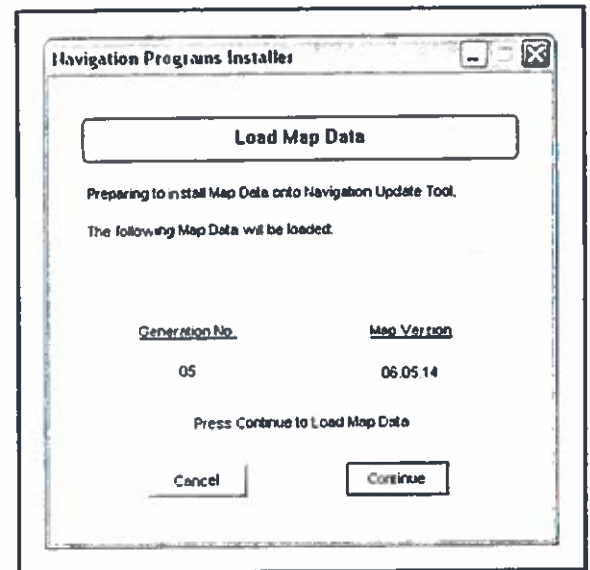 Navigation Programs Installer
Load Map Data
Preparing to install Map Data onto Navigation Update Tool.
The following Map Data will be loaded:
Generation No. Map Version
05 06.05.14
Press Continue to Load Map Data
Cancel Continue